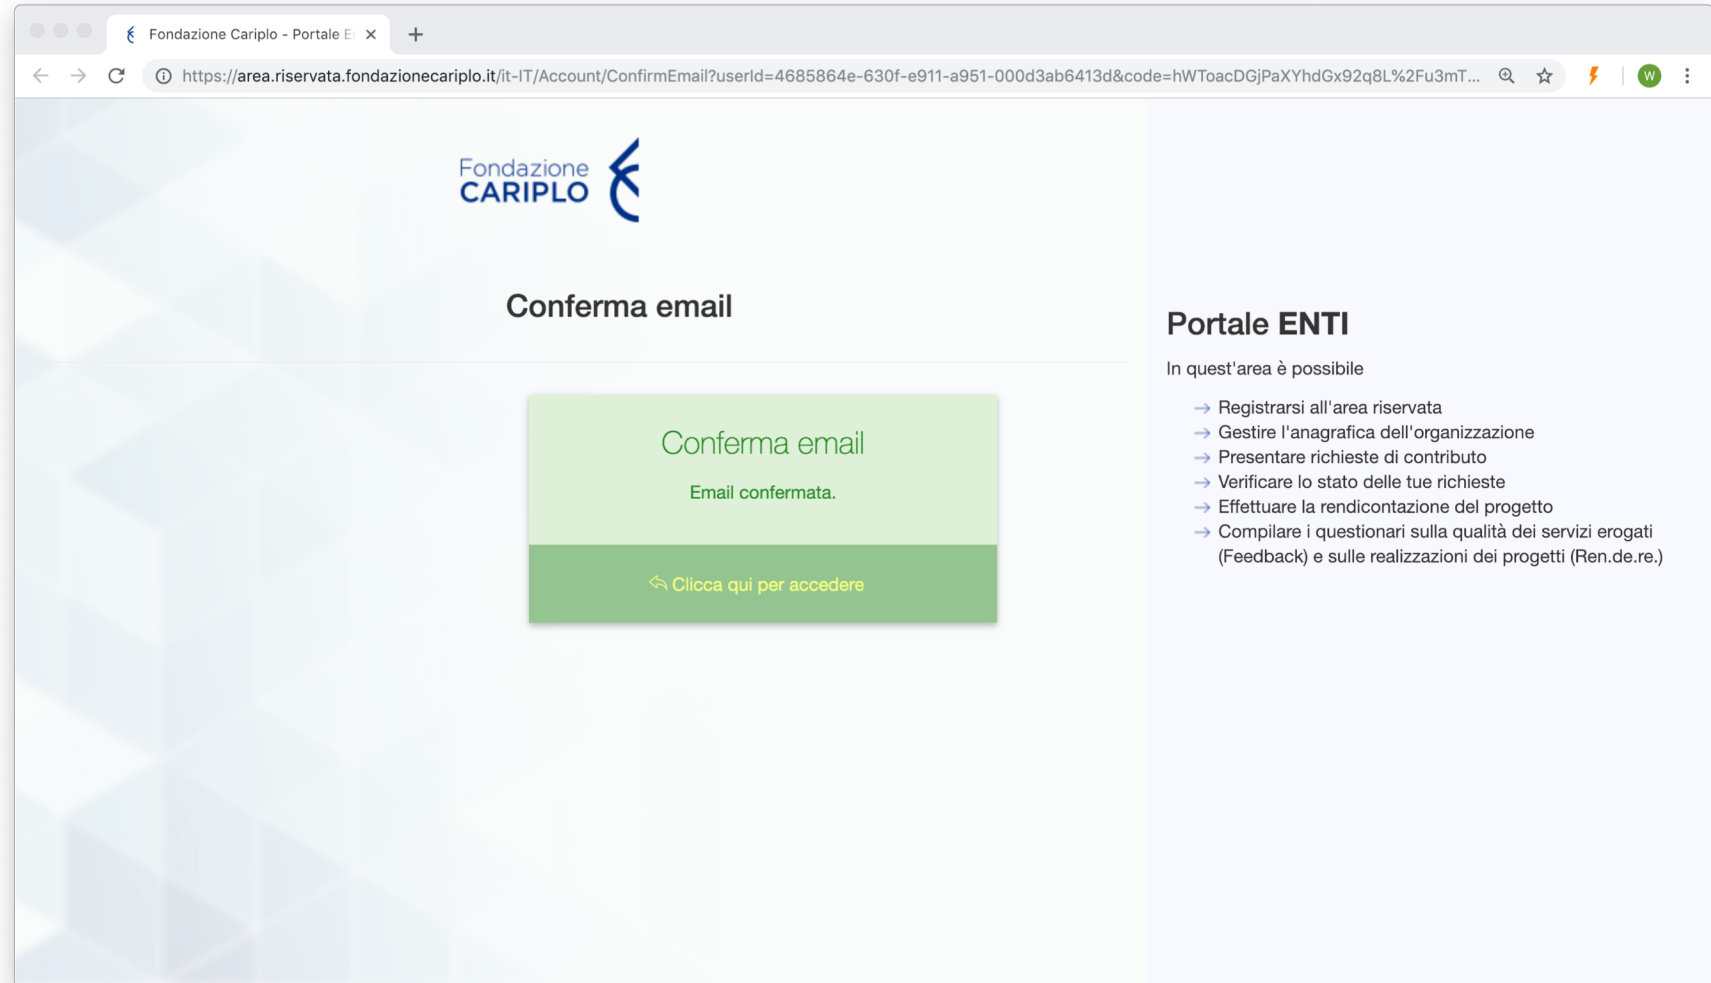 Fondazione Cariplo - Portale E
https://area.riservata.fondazionecariplo.it/it-IT/Account/ConfirmEmail?userId=4685864e-630f-e911-a951-000d3ab6413d&code=hWToacDGjPaXYhdGx92q8L%2Fu3mT...
W
Fondazione
CARIPLO
Conferma email
Conferma email
Email confermata.
Clicca qui per accedere
Portale ENTI
In quest'area è possibile
→ Registrarsi all'area riservata
→ Gestire l'anagrafica dell'organizzazione
→ Presentare richieste di contributo
→ Verificare lo stato delle tue richieste
→ Effettuare la rendicontazione del progetto
→ Compilare i questionari sulla qualità dei servizi erogati
(Feedback) e sulle realizzazioni dei progetti (Ren.de.re.)